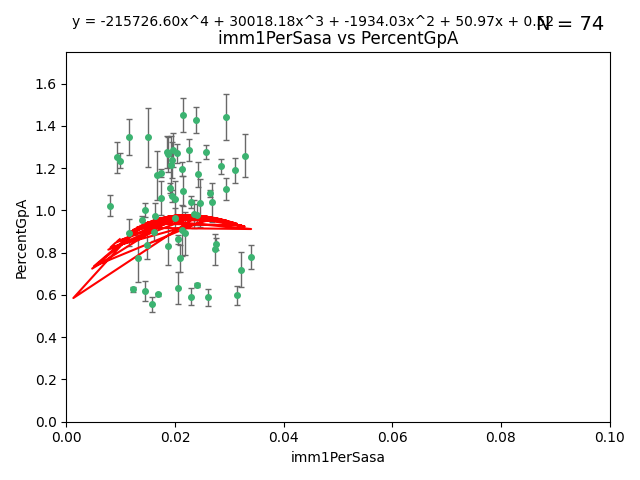 y = -215726.60x^4 + 30018.18x^3 + -1934.03x^2 + 50.97x + 0.52
N = 74
imm1PerSasa vs PercentGpA
PercentGpA
1.6
1.4
1.2
1.0
0.8
0.6
0.4
0.2
0.0
0.00 0.02 0.04 0.06 0.08 0.10
imm1PerSasa